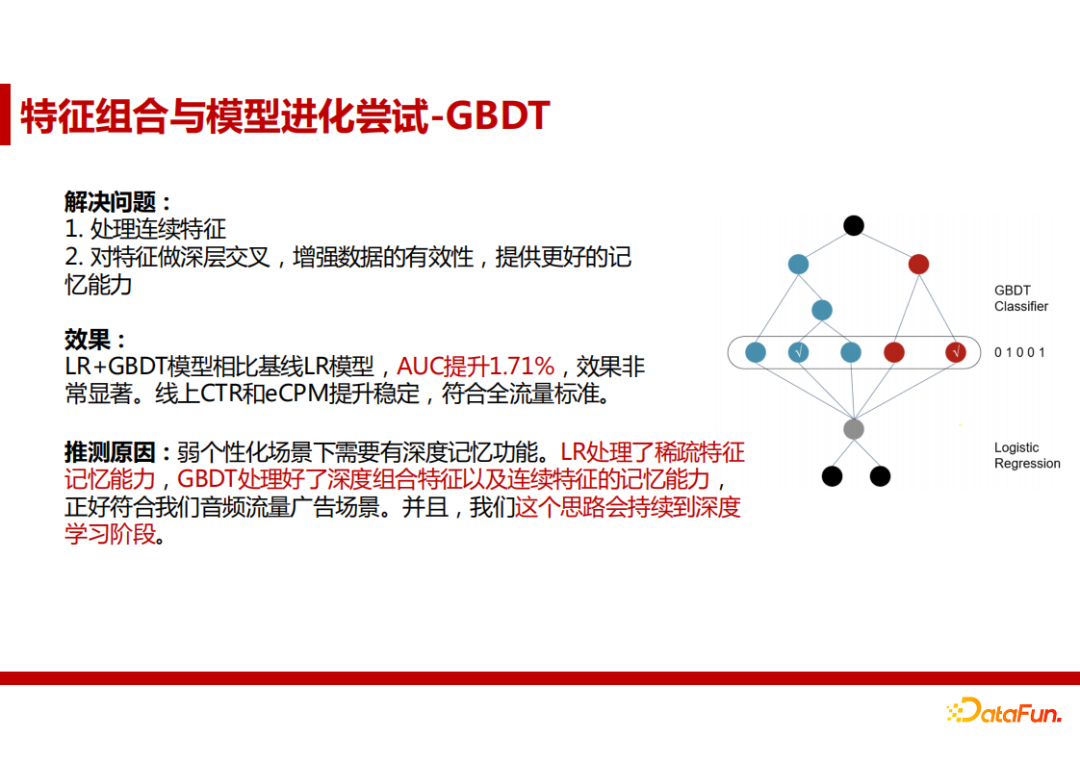 特征组合与模型进化尝试-GBDT
解决问题：
1. 处理连续特征
2. 对特征做深层交叉，增强数据的有效性，提供更好的记
忆能力
效果：
LR+GBDT模型相比基线LR模型，AUC提升1.71%，效果非
常显著。线上CTR和eCPM提升稳定，符合全流量标准。
推测原因：弱个性化场景下需要有深度记忆功能。LR处理了稀疏特征
记忆能力，GBDT处理好了深度组合特征以及连续特征的记忆能力，
正好符合我们音频流量广告场景。并且，我们这个思路会持续到深度
学习阶段。
GBDT
Classifier
√ √
0 1 0 0 1
Logistic
Regression
DataFun.